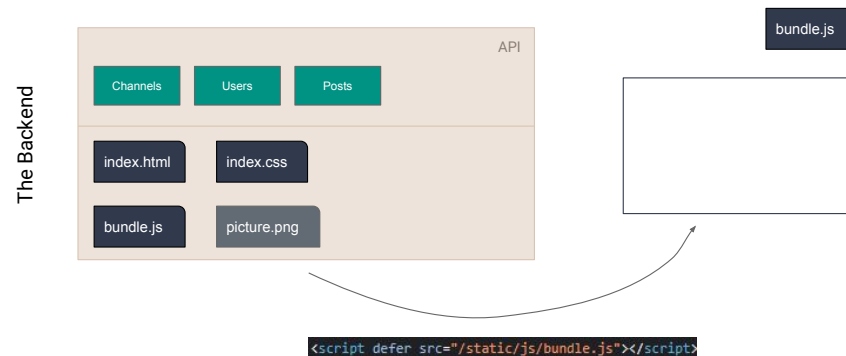 The Backend
API
Channels
Users
Posts
index.html
index.css
bundle.js
picture.png
bundle.js
<script defer src="/static/js/bundle.js"></script>